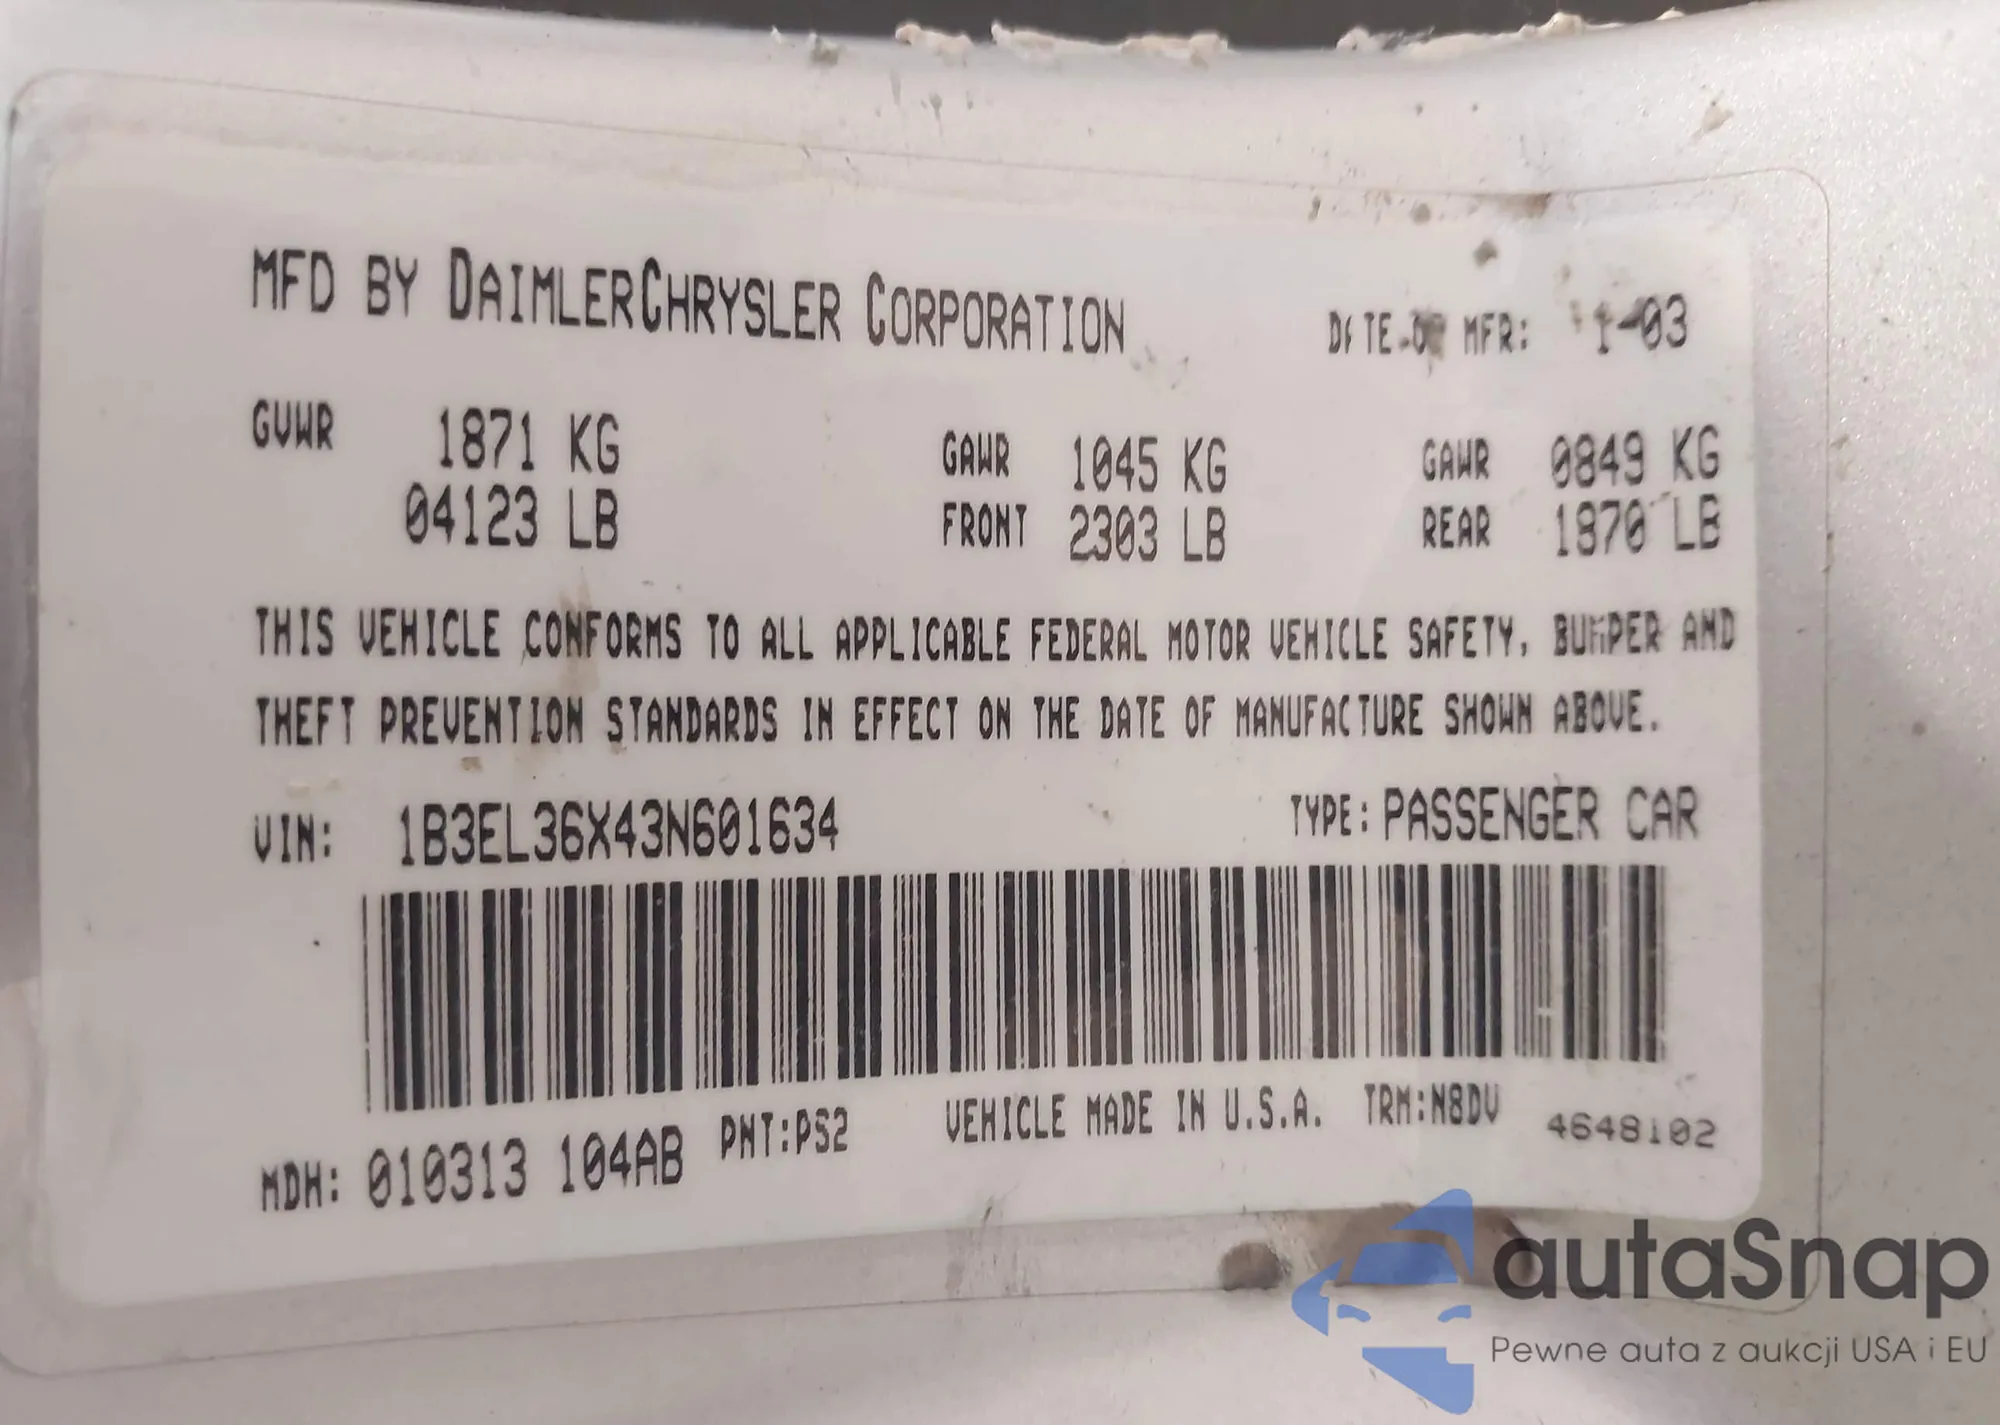 MFD BY DAIMLERCHRYSLER CORPORATION
MFR: 1-03
GVWR 1871 KG GAWR 1045 KG GAWR 0849 KG
04123 LB FRONT 2303 LB REAR 1870 LB
THIS VEHICLE CONFORMS TO ALL APPLICABLE FEDERAL MOTOR VEHICLE SAFETY, BUMPER AND
THEFT PREVENTION STANDARDS IN EFFECT ON THE DATE OF MANUFACTURE SHOWN ABOVE.
VIN: 1B3EL36X43N601634 TYPE: PASSENGER CAR
MDH: 010313 104AB PNT:PS2 VEHICLE MADE IN U.S.A. TRM:N8DV 4648102
autaSnap
Pewne auta z aukcji USA i EU